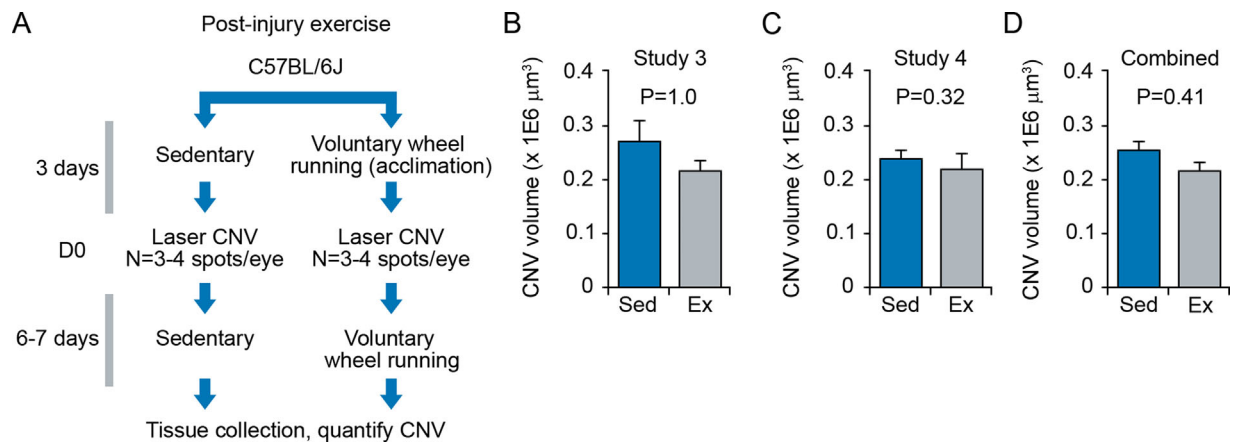 A
Post-injury exercise
C57BL/6J
3 days
Sedentary
Voluntary wheel
running (acclimation)
D0
Laser CNV
N=3-4 spots/eye
Laser CNV
N=3-4 spots/eye
6-7 days
Sedentary
Voluntary
wheel running
Tissue collection, quantify CNV
B
Study 3
P=1.0
CNV volume (x 1E6 µm³)
0.4
0.3
0.2
0.1
0
Sed
Ex
C
Study 4
P=0.32
CNV volume (x 1E6 µm³)
0.4
0.3
0.2
0.1
0
Sed
Ex
D
Combined
P=0.41
CNV volume (x 1E6 µm³)
0.4
0.3
0.2
0.1
0
Sed
Ex